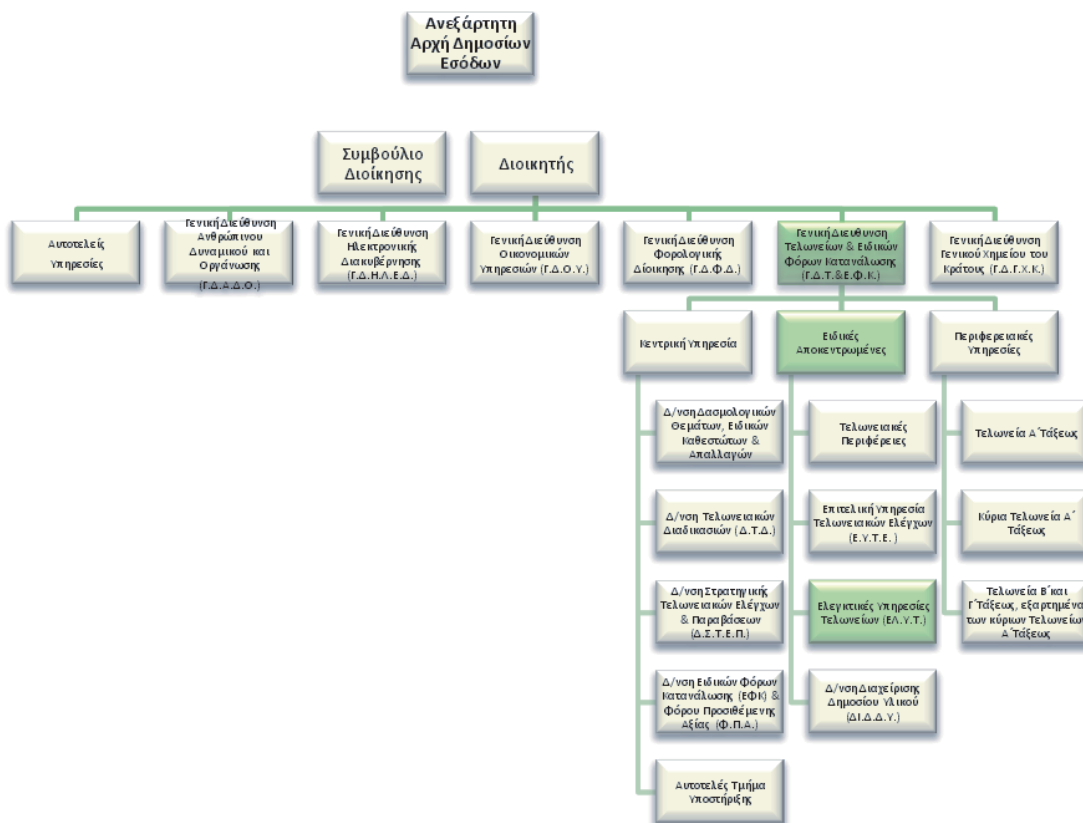 Ανεξάρτητη
Αρχή Δημοσίων
Εσόδων
Συμβούλιο
Διοίκησης
Διοικητής
Αυτοτελείς
Υπηρεσίες
Γενική Διεύθυνση
Ανθρώπινου
Δυναμικού και
Οργάνωσης
(Γ.Δ.Α.Δ.Ο.)
Γενική Διεύθυνση
Ηλεκτρονικής
Διακυβέρνησης
(Γ.Δ.Η.Λ.Ε.Δ.)
Γενική Διεύθυνση
Οικονομικών
Υπηρεσιών (Γ.Δ.Ο.Υ.)
Γενική Διεύθυνση
Φορολογικής
Δίοικησης (Γ.Δ.Φ.Δ.)
Γενική Διευθυνση
Τελωνείων & Ειδικών
Φόρων Κατανάλωσης
(Γ.Δ.Τ.&Ε.Φ.Κ.)
Γενική Διεύθυνση
Γενικού Χημείου του
Κράτους (Γ.Δ.Γ.Χ.Κ.)
Κεντρική Υπηρεσία
Ειδικές
Αποκεντρωμένες
Περιφερειακές
Υπηρεσίες
Δ/νση Δασμολογικών
Θεμάτων, Ειδικών
Καθεστώτων &
Απαλλαγών
Τελωνειακές
Περιφέρειες
Τελωνεία Α΄Τάξεως
Δ/νση Τελωνειακών
Διαδικασιών (Δ.Τ.Δ.)
Επιτελική Υπηρεσία
Τελωνειακών Ελέγχων
(Ε.Υ.Τ.Ε. )
Κύρια Τελωνεία Α΄
Τάξεως
Δ/νση Στρατηγικής
Τελωνειακών Ελέγχων
& Παραβάσεων
(Δ.Σ.Τ.Ε.Π.)
Ελεγκτικές Υπηρεσίες
Τελωνείων (ΕΛ.Υ.Τ.)
Τελωνεία Β΄και
Γ΄Τάξεως, εξαρτημένα
των κύριων Τελωνείων
Α΄Τάξεως
Δ/νση Ειδικών Φόρων
Κατανάλωσης (ΕΦΚ) &
Φόρου Προσιθέμενης
Αξίας (Φ.Π.Α.)
Δ/νση Διαχείρισης
Δημοσίου Υλικού
(ΔΙ.Δ.Δ.Υ.)
Αυτοτελές Τμήμα
Υποστήριξης